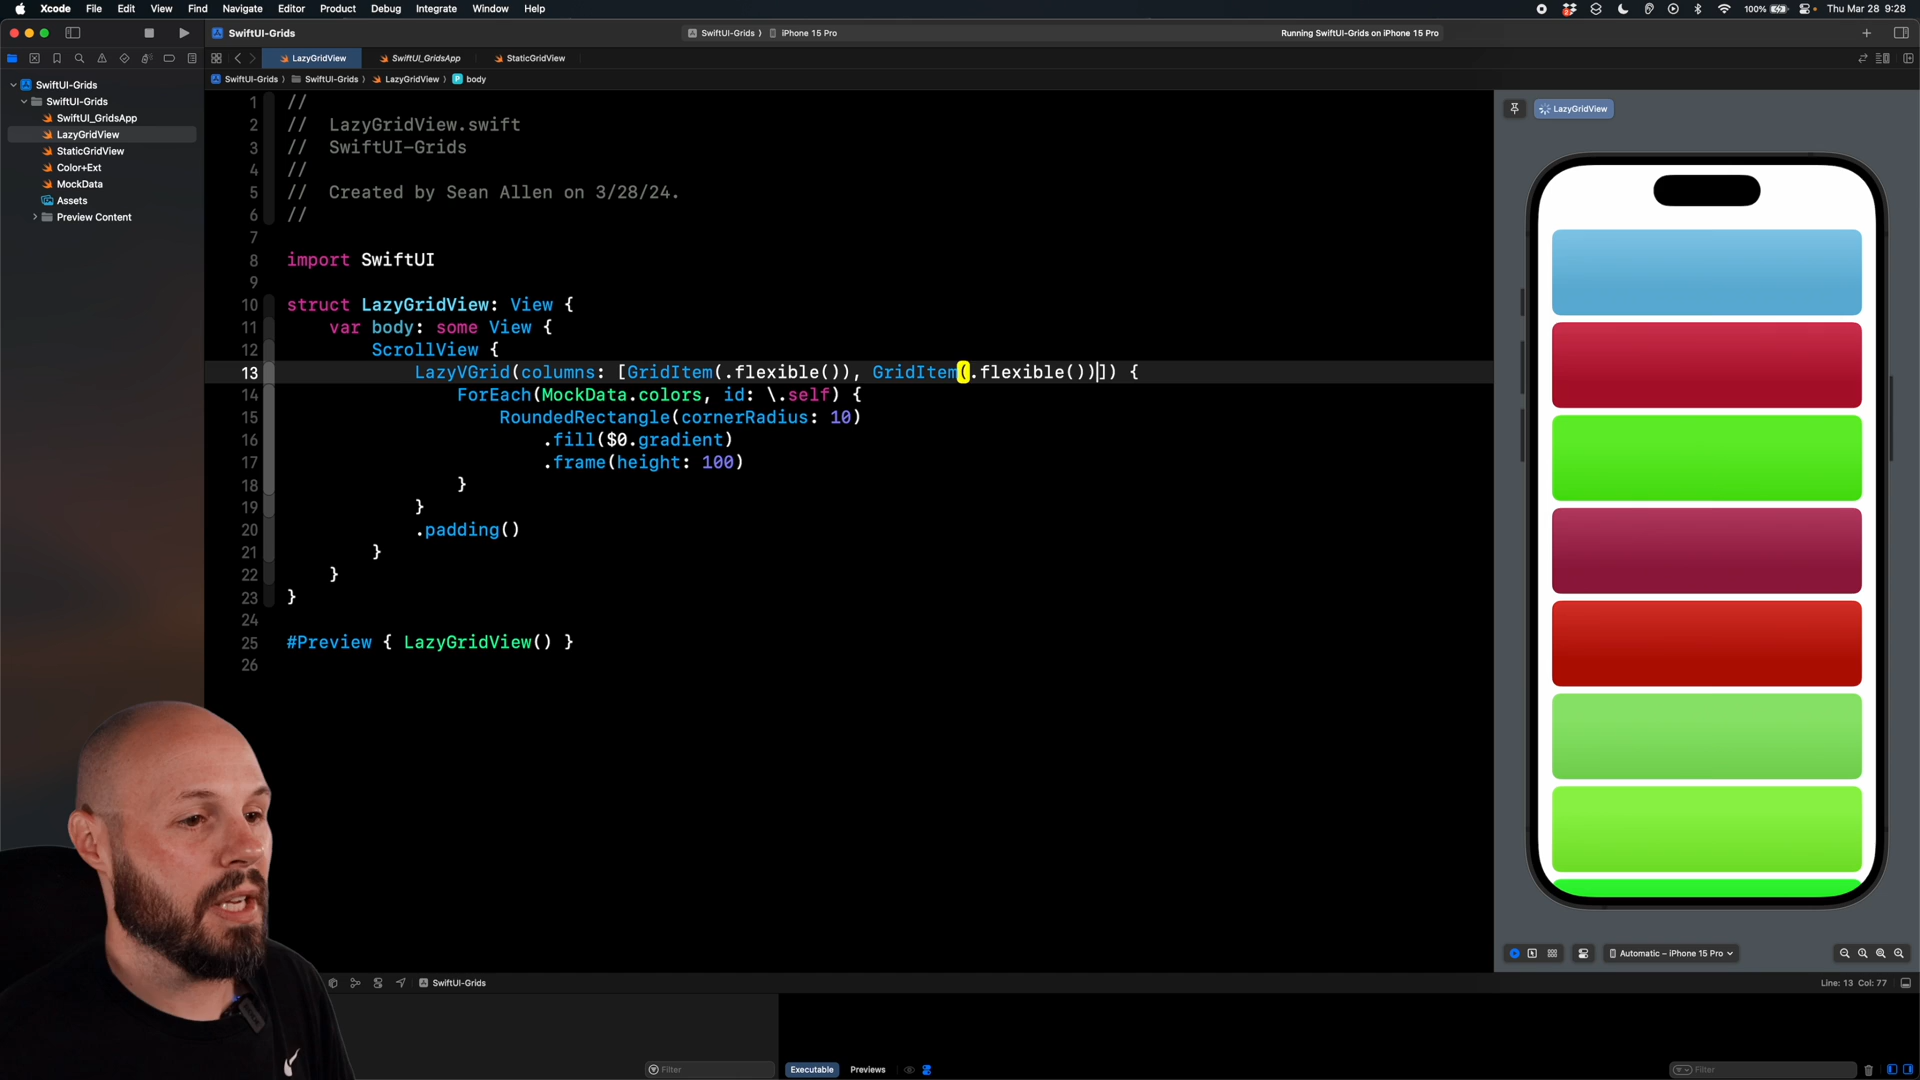 Xcode File Edit View Find Navigate Editor Product Debug Integrate Window Help 100% Thu Mar 28 9:28
SwiftUI-Grids SwiftUI-Grids iPhone 15 Pro Running SwiftUI-Grids on iPhone 15 Pro
LazyGridView SwiftUI_GridsApp StaticGridView
SwiftUI-Grids SwiftUI-Grids LazyGridView body
SwiftUI-Grids
SwiftUI-Grids
SwiftUI_GridsApp
LazyGridView
StaticGridView
Color+Ext
MockData
Assets
Preview Content
1 //
2 // LazyGridView.swift
3 // SwiftUI-Grids
4 //
5 // Created by Sean Allen on 3/28/24.
6 //
7
8 import SwiftUI
9
10 struct LazyGridView: View {
11 var body: some View {
12 ScrollView {
13 LazyVGrid(columns: [GridItem(.flexible()), GridItem(.flexible())]) {
14 ForEach(MockData.colors, id: \.self) {
15 RoundedRectangle(cornerRadius: 10)
16 .fill($0.gradient)
17 .frame(height: 100)
18 }
19 }
20 .padding()
21 }
22 }
23 }
24
25 #Preview { LazyGridView() }
26
LazyGridView
Automatic – iPhone 15 Pro
SwiftUI-Grids Line: 13 Col: 77
Filter Executable Previews Filter